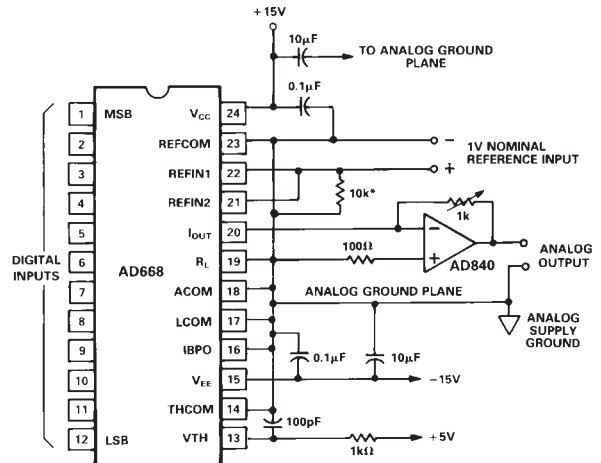 +15V
10µF
TO ANALOG GROUND
PLANE
0.1µF
1 MSB
VCC 24
2
REFCOM 23
−
1V NOMINAL
REFERENCE INPUT
3
REFIN1 22
+
10k*
4
REFIN2 21
1k
5
IOUT 20
−
DIGITAL
INPUTS
6
AD668
RL 19
100Ω
+
AD840
ANALOG
OUTPUT
7
ACOM 18
ANALOG GROUND PLANE
8
LCOM 17
ANALOG
SUPPLY
GROUND
9
IBPO 16
0.1µF
10µF
10
VEE 15
−15V
11
THCOM 14
100pF
12 LSB
VTH 13
1kΩ
+5V